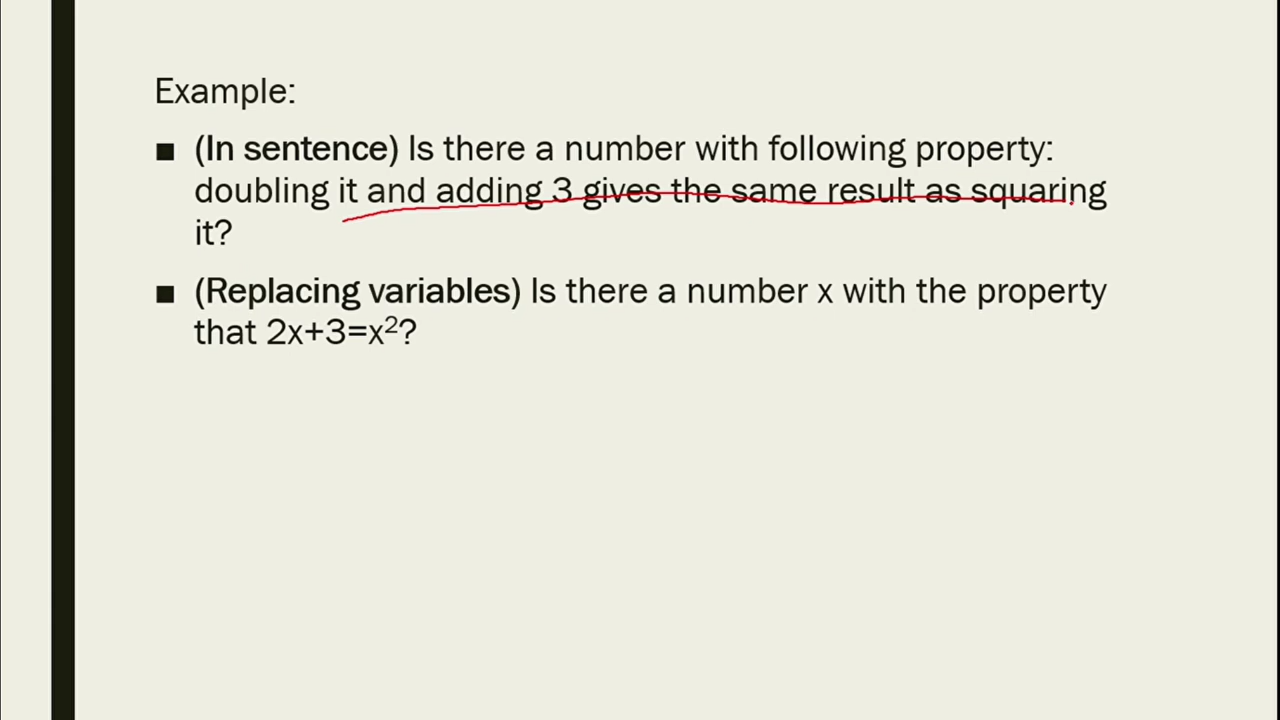 Example:
■ (In sentence) Is there a number with following property:
doubling it and adding 3 gives the same result as squaring
it?
■ (Replacing variables) Is there a number x with the property
that 2x+3=x²?